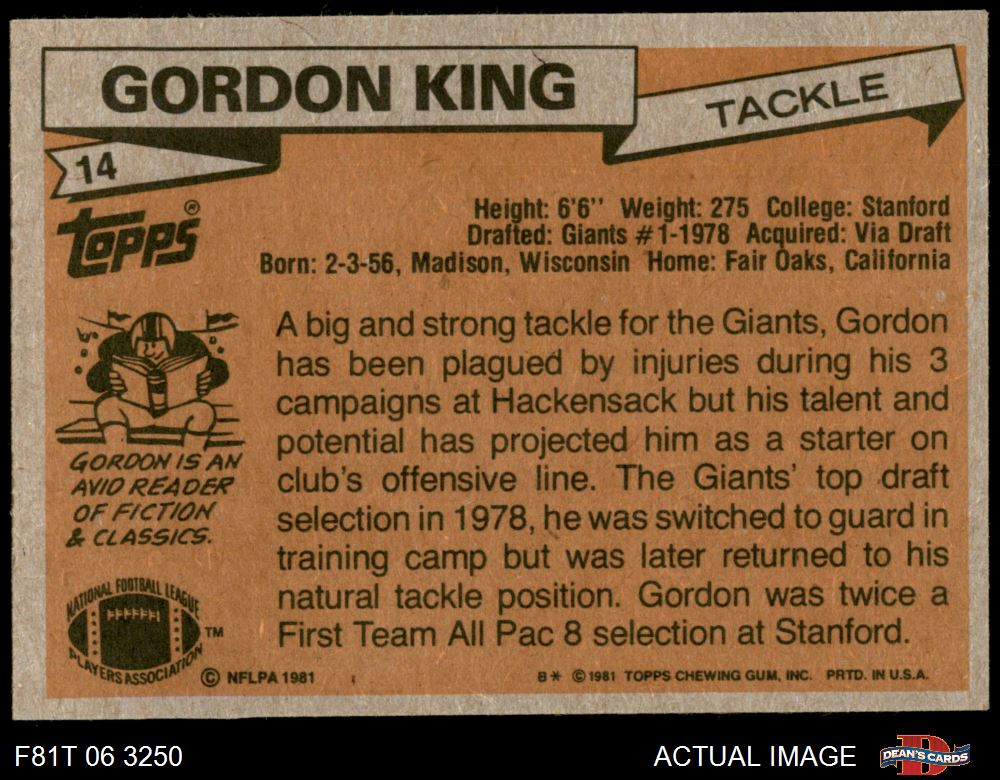 GORDON KING
TACKLE
14
topps®
Height: 6'6'' Weight: 275 College: Stanford
Drafted: Giants #1-1978 Acquired: Via Draft
Born: 2-3-56, Madison, Wisconsin Home: Fair Oaks, California
A big and strong tackle for the Giants, Gordon
has been plagued by injuries during his 3
campaigns at Hackensack but his talent and
potential has projected him as a starter on
club's offensive line. The Giants' top draft
selection in 1978, he was switched to guard in
training camp but was later returned to his
natural tackle position. Gordon was twice a
First Team All Pac 8 selection at Stanford.
GORDON IS AN
AVID READER
OF FICTION
& CLASSICS.
NATIONAL FOOTBALL LEAGUE
PLAYERS ASSOCIATION
TM
© NFLPA 1981
B* ©1981 TOPPS CHEWING GUM, INC. PRTD. IN U.S.A.
F81T 06 3250
ACTUAL IMAGE
D
DEAN'S CARDS